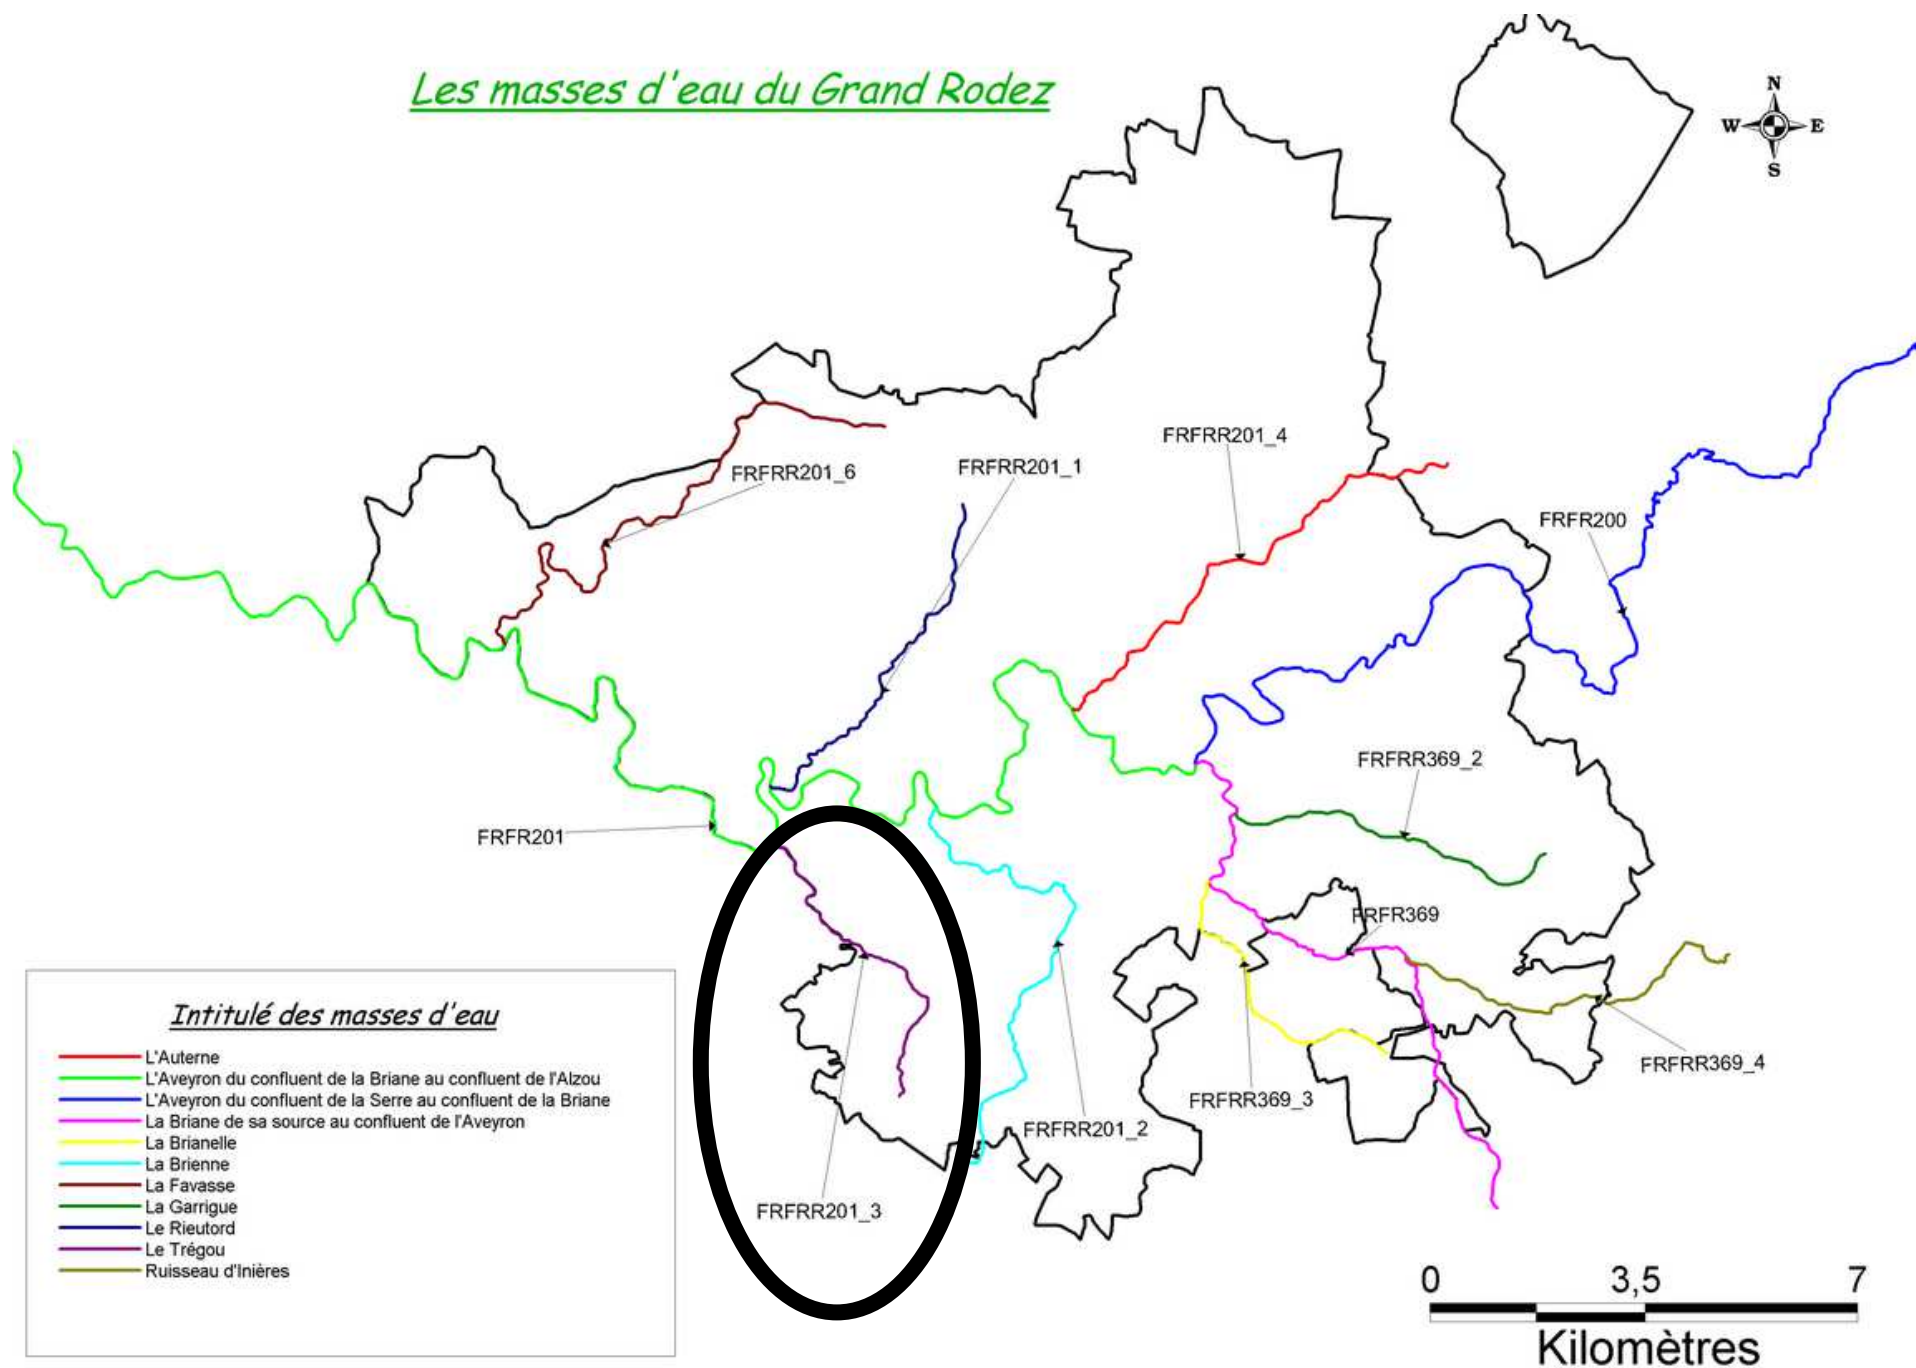 Les masses d'eau du Grand Rodez
N
W E
S
FRFRR201_4
FRFRR201_6
FRFRR201_1
FRFR200
FRFRR369_2
FRFR201
FRFR369
FRFRR369_4
FRFRR369_3
FRFRR201_2
FRFRR201_3
Intitulé des masses d'eau
L'Auterne
L'Aveyron du confluent de la Briane au confluent de l'Alzou
L'Aveyron du confluent de la Serre au confluent de la Briane
La Briane de sa source au confluent de l'Aveyron
La Brianelle
La Brienne
La Favasse
La Garrigue
Le Rieutord
Le Trégou
Ruisseau d'Inières
0 3,5 7
Kilomètres